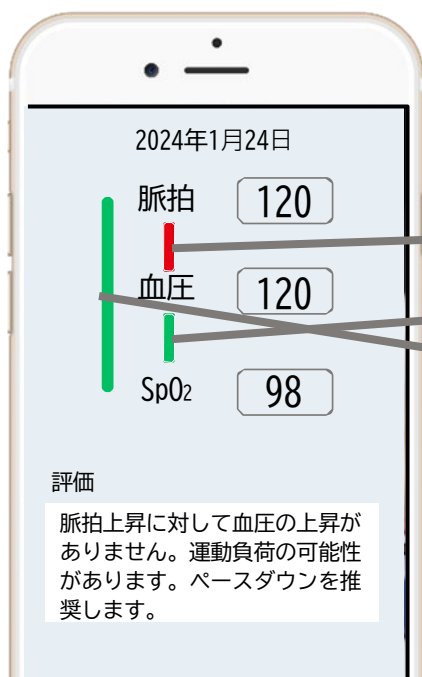 2024年1月24日
脈拍 120
血圧 120
SpO₂ 98
評価
脈拍上昇に対して血圧の上昇が
ありません。運動負荷の可能性
があります。ペースダウンを推
奨します。